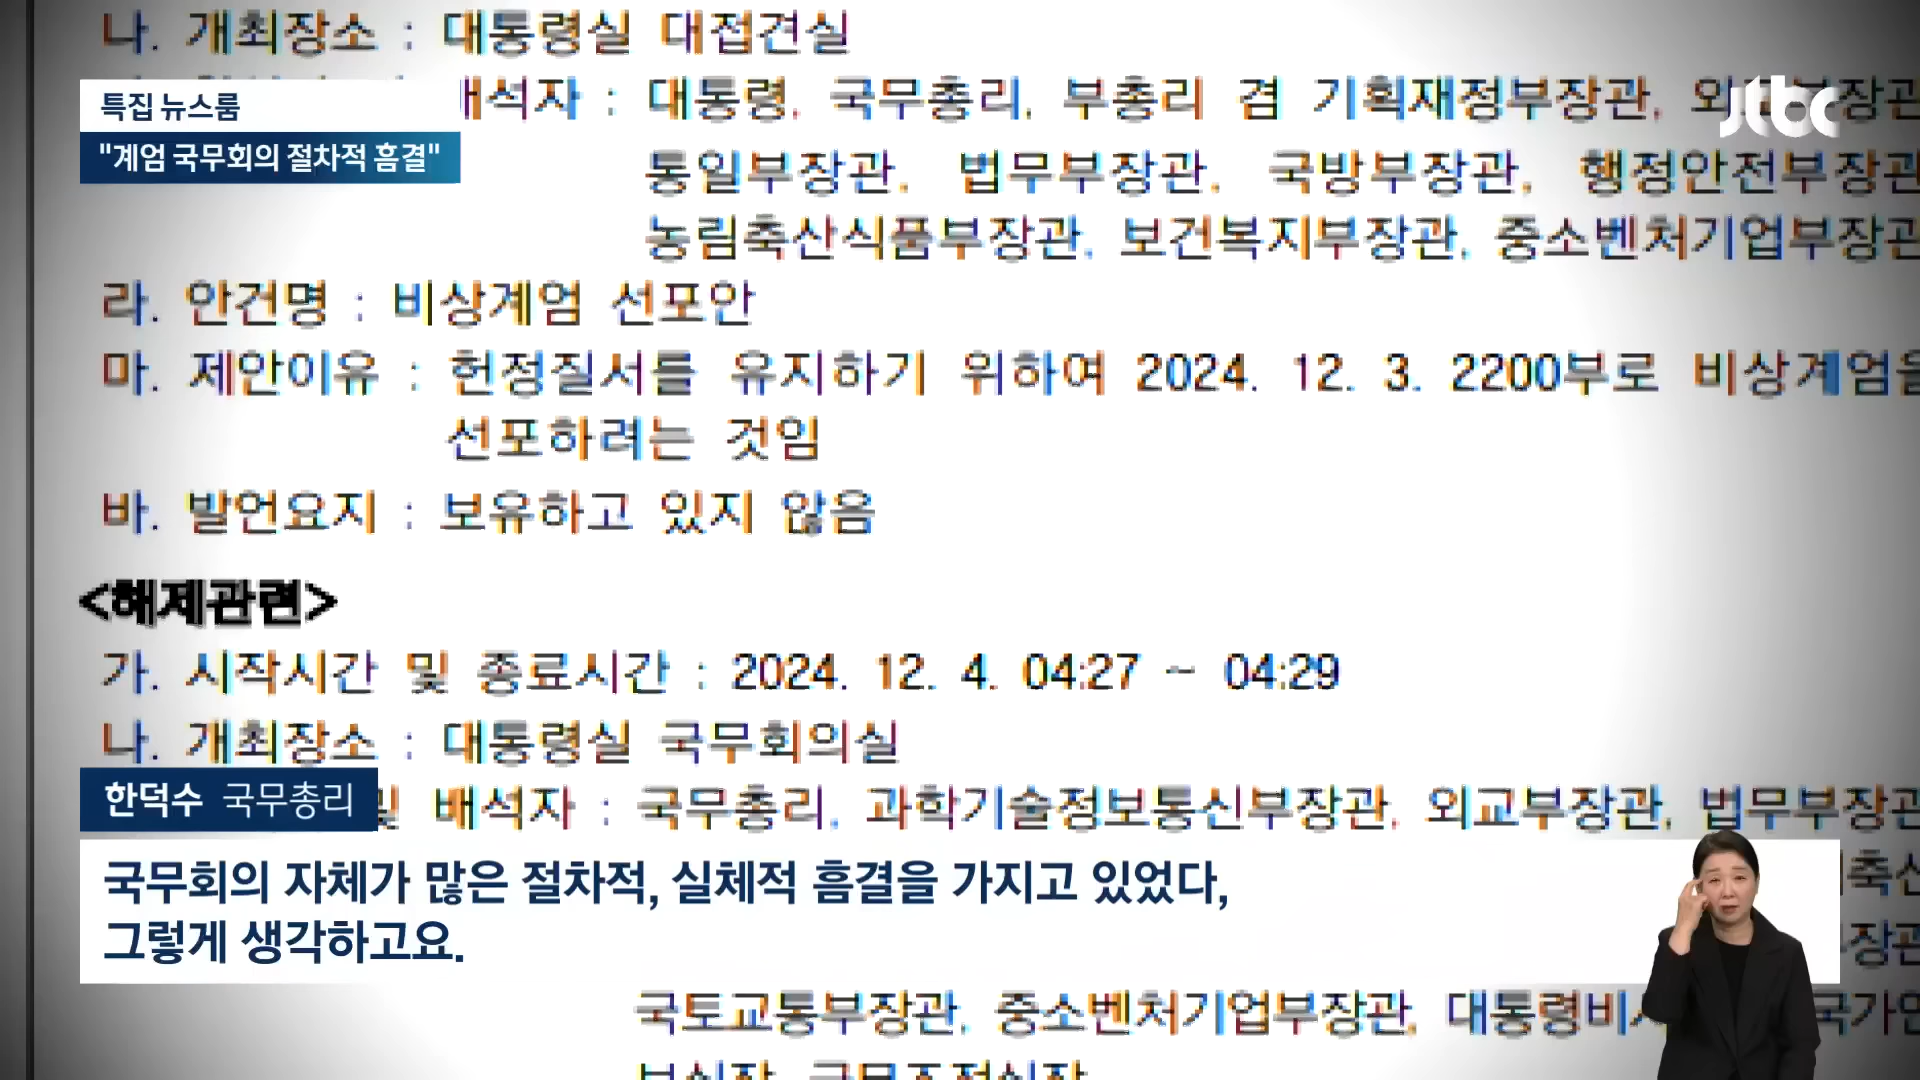 나. 개최장소 : 대통령실 대접견실
특집 뉴스룸
배석자 : 대통령, 국무총리, 부총리 겸 기획재정부장관,
jtbc
"계엄 국무회의 절차적 흠결"
통일부장관, 법무부장관, 국방부장관, 행정안전부장관
농림축산식품부장관, 보건복지부장관, 중소벤처기업부장관
라. 안건명 : 비상계엄 선포안
마. 제안이유 : 헌정질서를 유지하기 위하여 2024. 12. 3. 2200부로 비상계엄을
선포하려는 것임
바. 발언요지 : 보유하고 있지 않음
<해제관련>
가. 시작시간 및 종료시간 : 2024. 12. 4. 04:27 ~ 04:29
나. 개최장소 : 대통령실 국무회의실
한덕수 국무총리
및 배석자 : 국무총리, 과학기술정보통신부장관, 외교부장관, 법무부장관
국무회의 자체가 많은 절차적, 실체적 흠결을 가지고 있었다,
그렇게 생각하고요.
국토교통부장관, 중소벤처기업부장관,